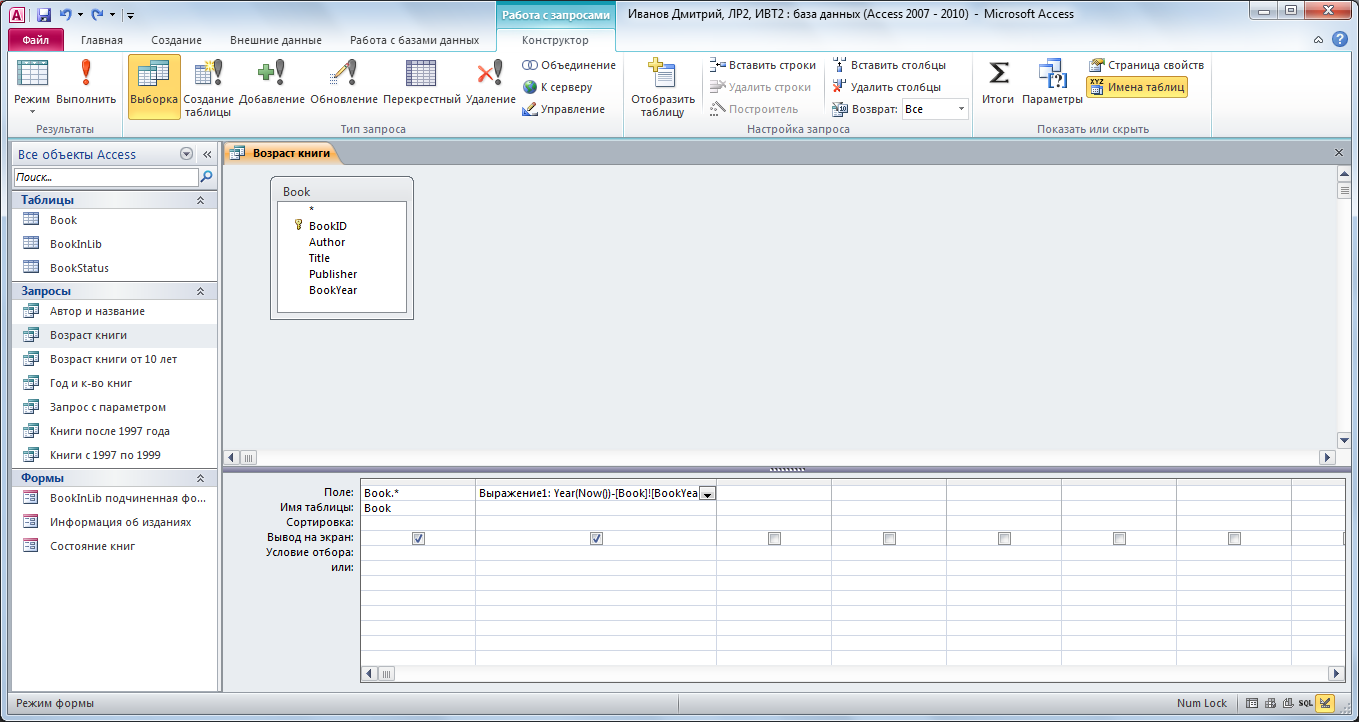 Работа с запросами
Иванов Дмитрий, ЛР2, ИВТ2 : база данных (Access 2007 - 2010) - Microsoft Access
Файл Главная Создание Внешние данные Работа с базами данных Конструктор
Режим Выполнить
Результаты
Выборка Создание таблицы Добавление Обновление Перекрестный Удаление
Объединение
К серверу
Управление
Тип запроса
Отобразить таблицу
Вставить строки
Удалить строки
Построитель
Вставить столбцы
Удалить столбцы
Возврат: Все
Настройка запроса
Итоги Параметры
Страница свойств
XYZ Имена таблиц
Показать или скрыть
Все объекты Access
Поиск...
Таблицы
Book
BookInLib
BookStatus
Запросы
Автор и название
Возраст книги
Возраст книги от 10 лет
Год и к-во книг
Запрос с параметром
Книги после 1997 года
Книги с 1997 по 1999
Формы
BookInLib подчиненная фо...
Информация об изданиях
Состояние книг
Возраст книги
Book
*
BookID
Author
Title
Publisher
BookYear
Поле: Book.* Выражение1: Year(Now())-[Book]![BookYea
Имя таблицы: Book
Сортировка:
Вывод на экран:
Условие отбора:
или:
Режим формы
Num Lock
SQL